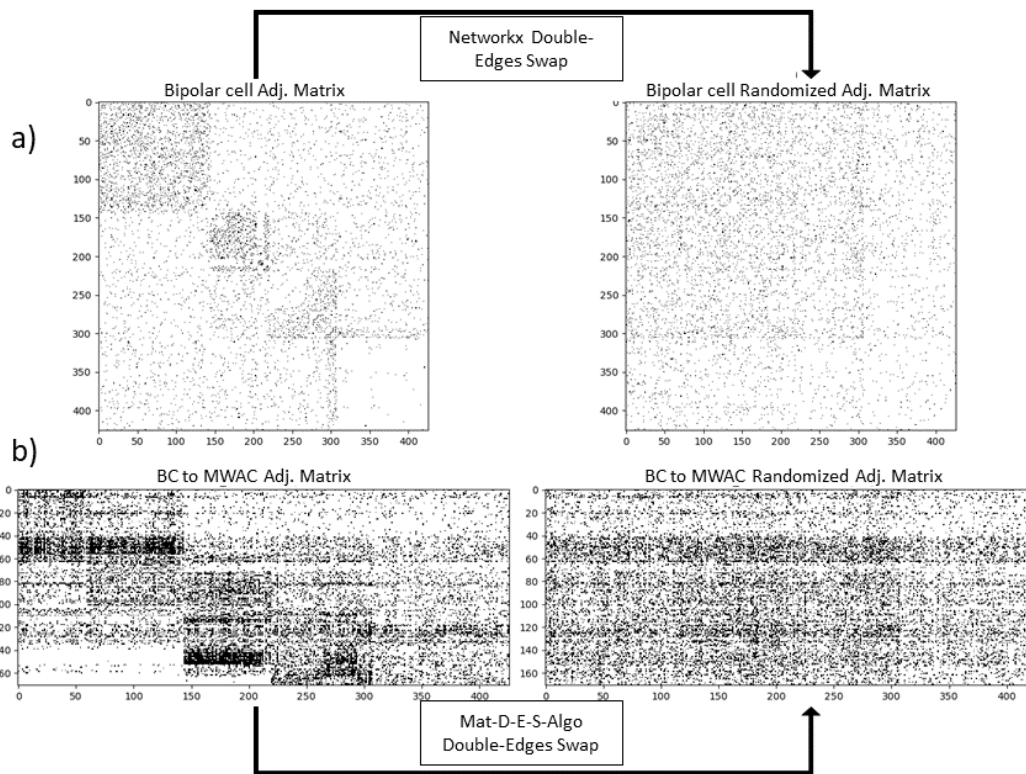 Networkx Double-
Edges Swap
a)
Bipolar cell Adj. Matrix
0
50
100
150
200
250
300
350
400
0 50 100 150 200 250 300 350 400
Bipolar cell Randomized Adj. Matrix
0
50
100
150
200
250
300
350
400
0 50 100 150 200 250 300 350 400
b)
BC to MWAC Adj. Matrix
0
20
40
60
80
100
120
140
160
0 50 100 150 200 250 300 350 400
BC to MWAC Randomized Adj. Matrix
0
20
40
60
80
100
120
140
160
0 50 100 150 200 250 300 350 400
Mat-D-E-S-Algo
Double-Edges Swap